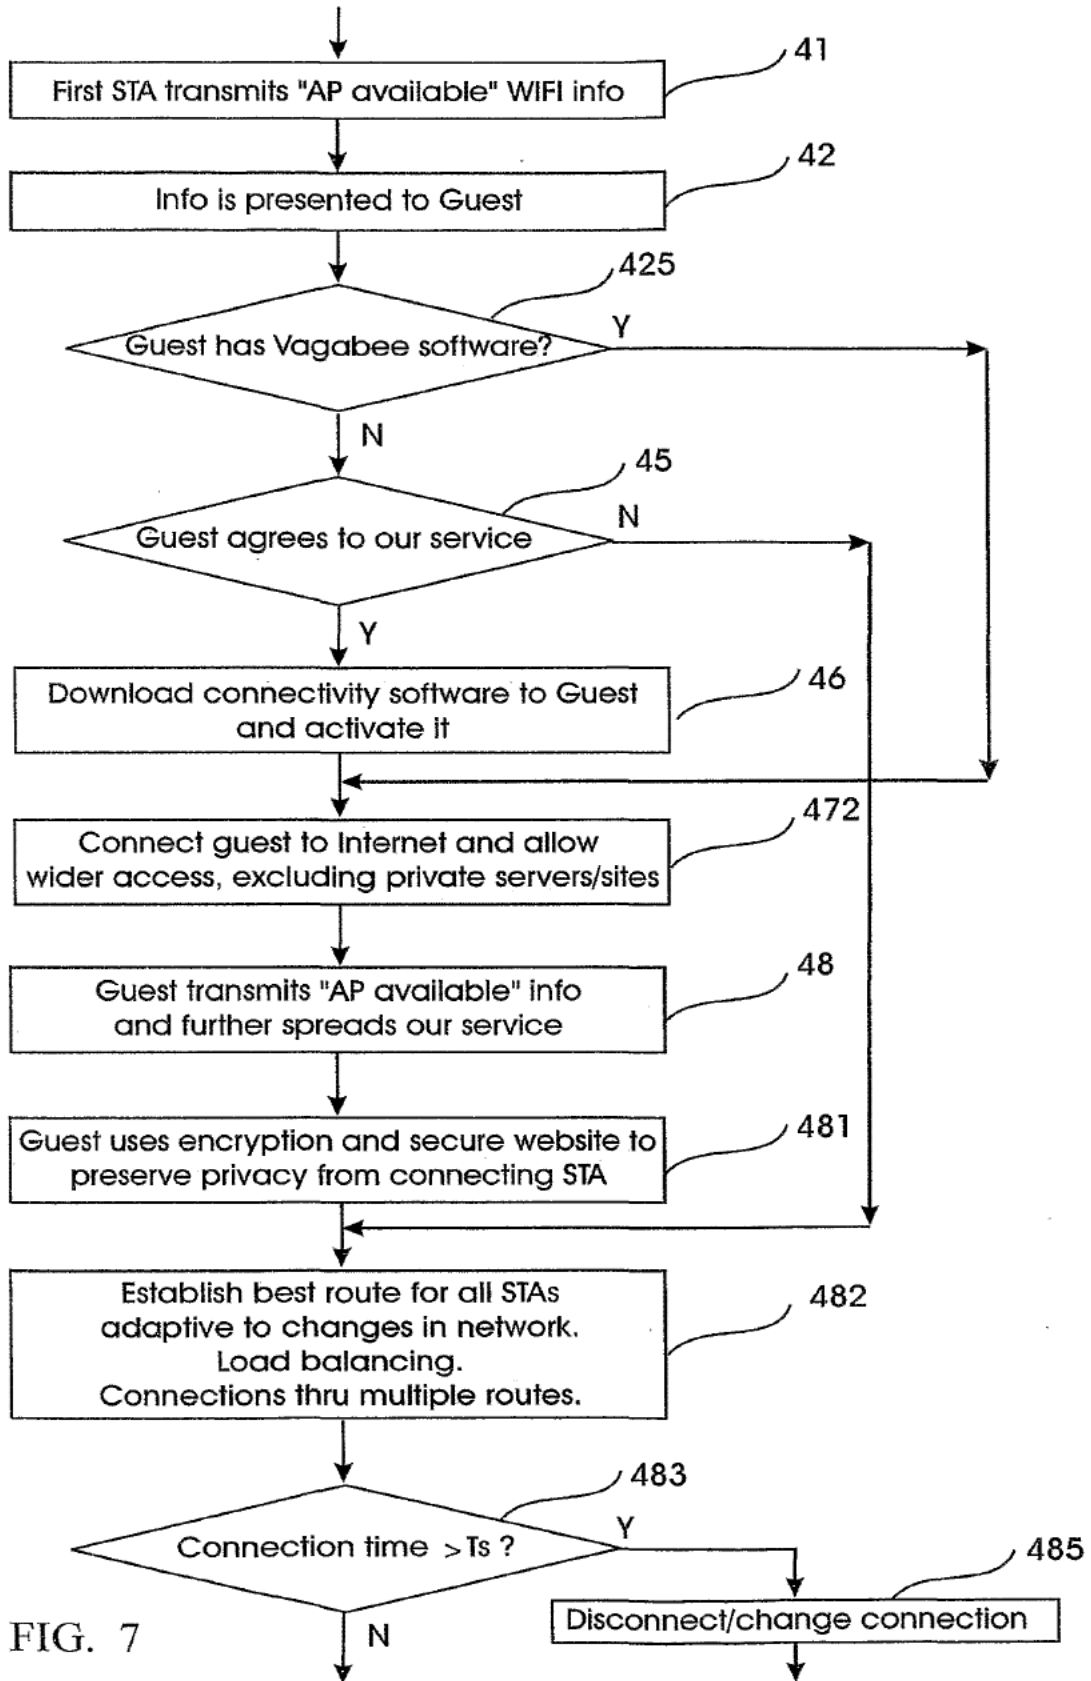 41
First STA transmits "AP available" WIFI info
42
Info is presented to Guest
425
Guest has Vagabee software?
Y
N
45
Guest agrees to our service
N
Y
46
Download connectivity software to Guest
and activate it
472
Connect guest to Internet and allow
wider access, excluding private servers/sites
48
Guest transmits "AP available" info
and further spreads our service
481
Guest uses encryption and secure website to
preserve privacy from connecting STA
482
Establish best route for all STAs
adaptive to changes in network.
Load balancing.
Connections thru multiple routes.
483
Connection time >Ts ?
Y
N
485
Disconnect/change connection
FIG. 7